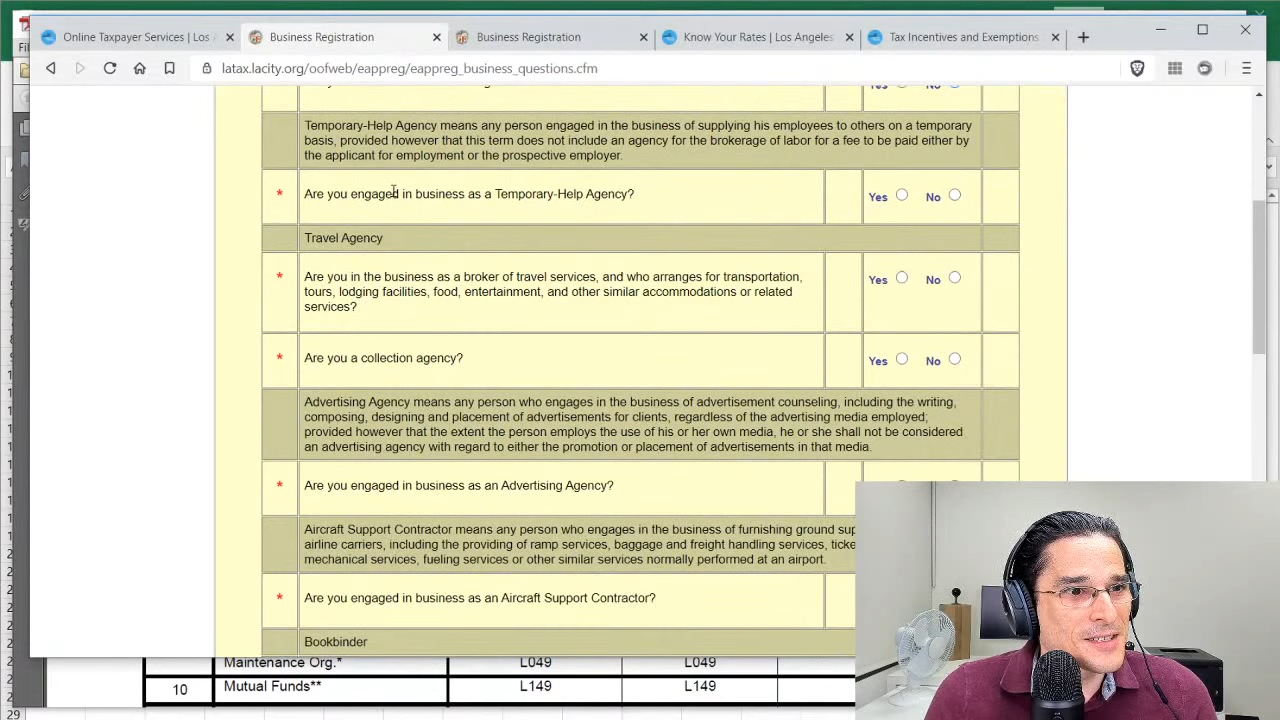 Online Taxpayer Services | Los
Business Registration
Business Registration
Know Your Rates | Los Angeles
Tax Incentives and Exemptions
latax.lacity.org/oofweb/eappreg/eappreg_business_questions.cfm
Yes No
Temporary-Help Agency means any person engaged in the business of supplying his employees to others on a temporary
basis, provided however that this term does not include an agency for the brokerage of labor for a fee to be paid either by
the applicant for employment or the prospective employer.
* Are you engaged in business as a Temporary-Help Agency? Yes No
Travel Agency
* Are you in the business as a broker of travel services, and who arranges for transportation,
tours, lodging facilities, food, entertainment, and other similar accommodations or related
services?
Yes No
* Are you a collection agency? Yes No
Advertising Agency means any person who engages in the business of advertisement counseling, including the writing,
composing, designing and placement of advertisements for clients, regardless of the advertising media employed;
provided however that the extent the person employs the use of his or her own media, he or she shall not be considered
an advertising agency with regard to either the promotion or placement of advertisements in that media.
* Are you engaged in business as an Advertising Agency?
Aircraft Support Contractor means any person who engages in the business of furnishing ground sup
airline carriers, including the providing of ramp services, baggage and freight handling services, ticke
mechanical services, fueling services or other similar services normally performed at an airport.
* Are you engaged in business as an Aircraft Support Contractor?
Bookbinder
Maintenance Org.* L049 L049
10 Mutual Funds** L149 L149
29